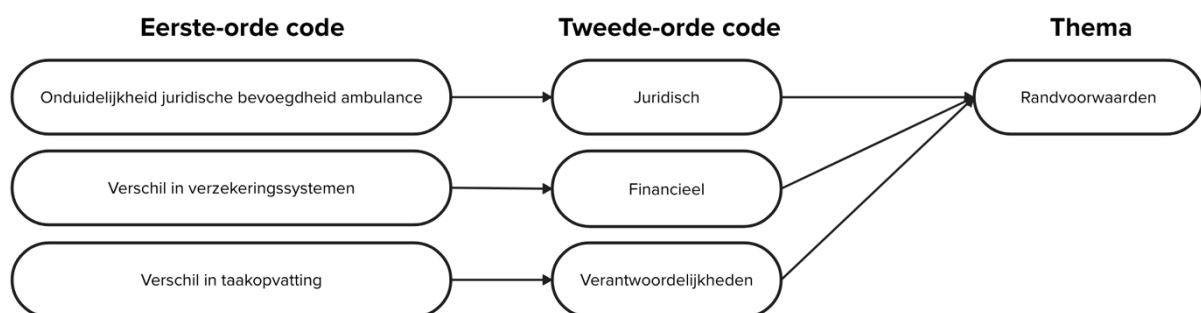 Eerste-orde code
Tweede-orde code
Thema
Onduidelijkheid juridische bevoegdheid ambulance
Juridisch
Randvoorwaarden
Verschil in verzekeringssystemen
Financieel
Verschil in taakopvatting
Verantwoordelijkheden